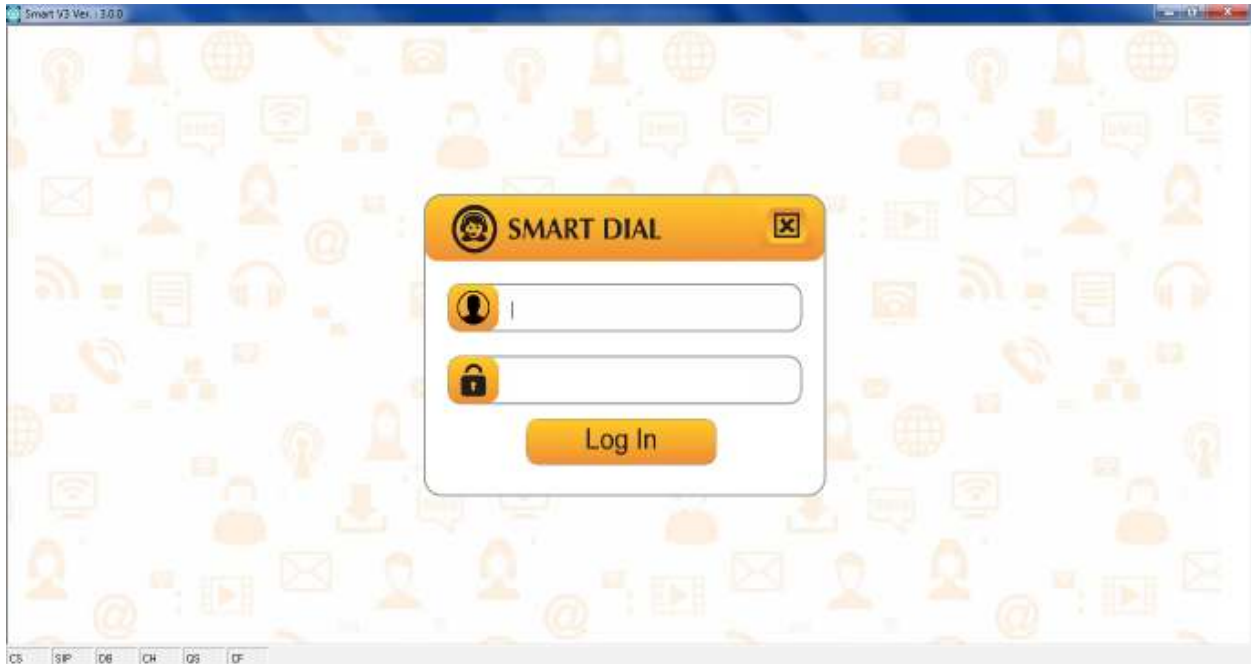 Smart V3 Ver. : 3.0.0
SMART DIAL
Log In
CS SIP DB CH QS CF